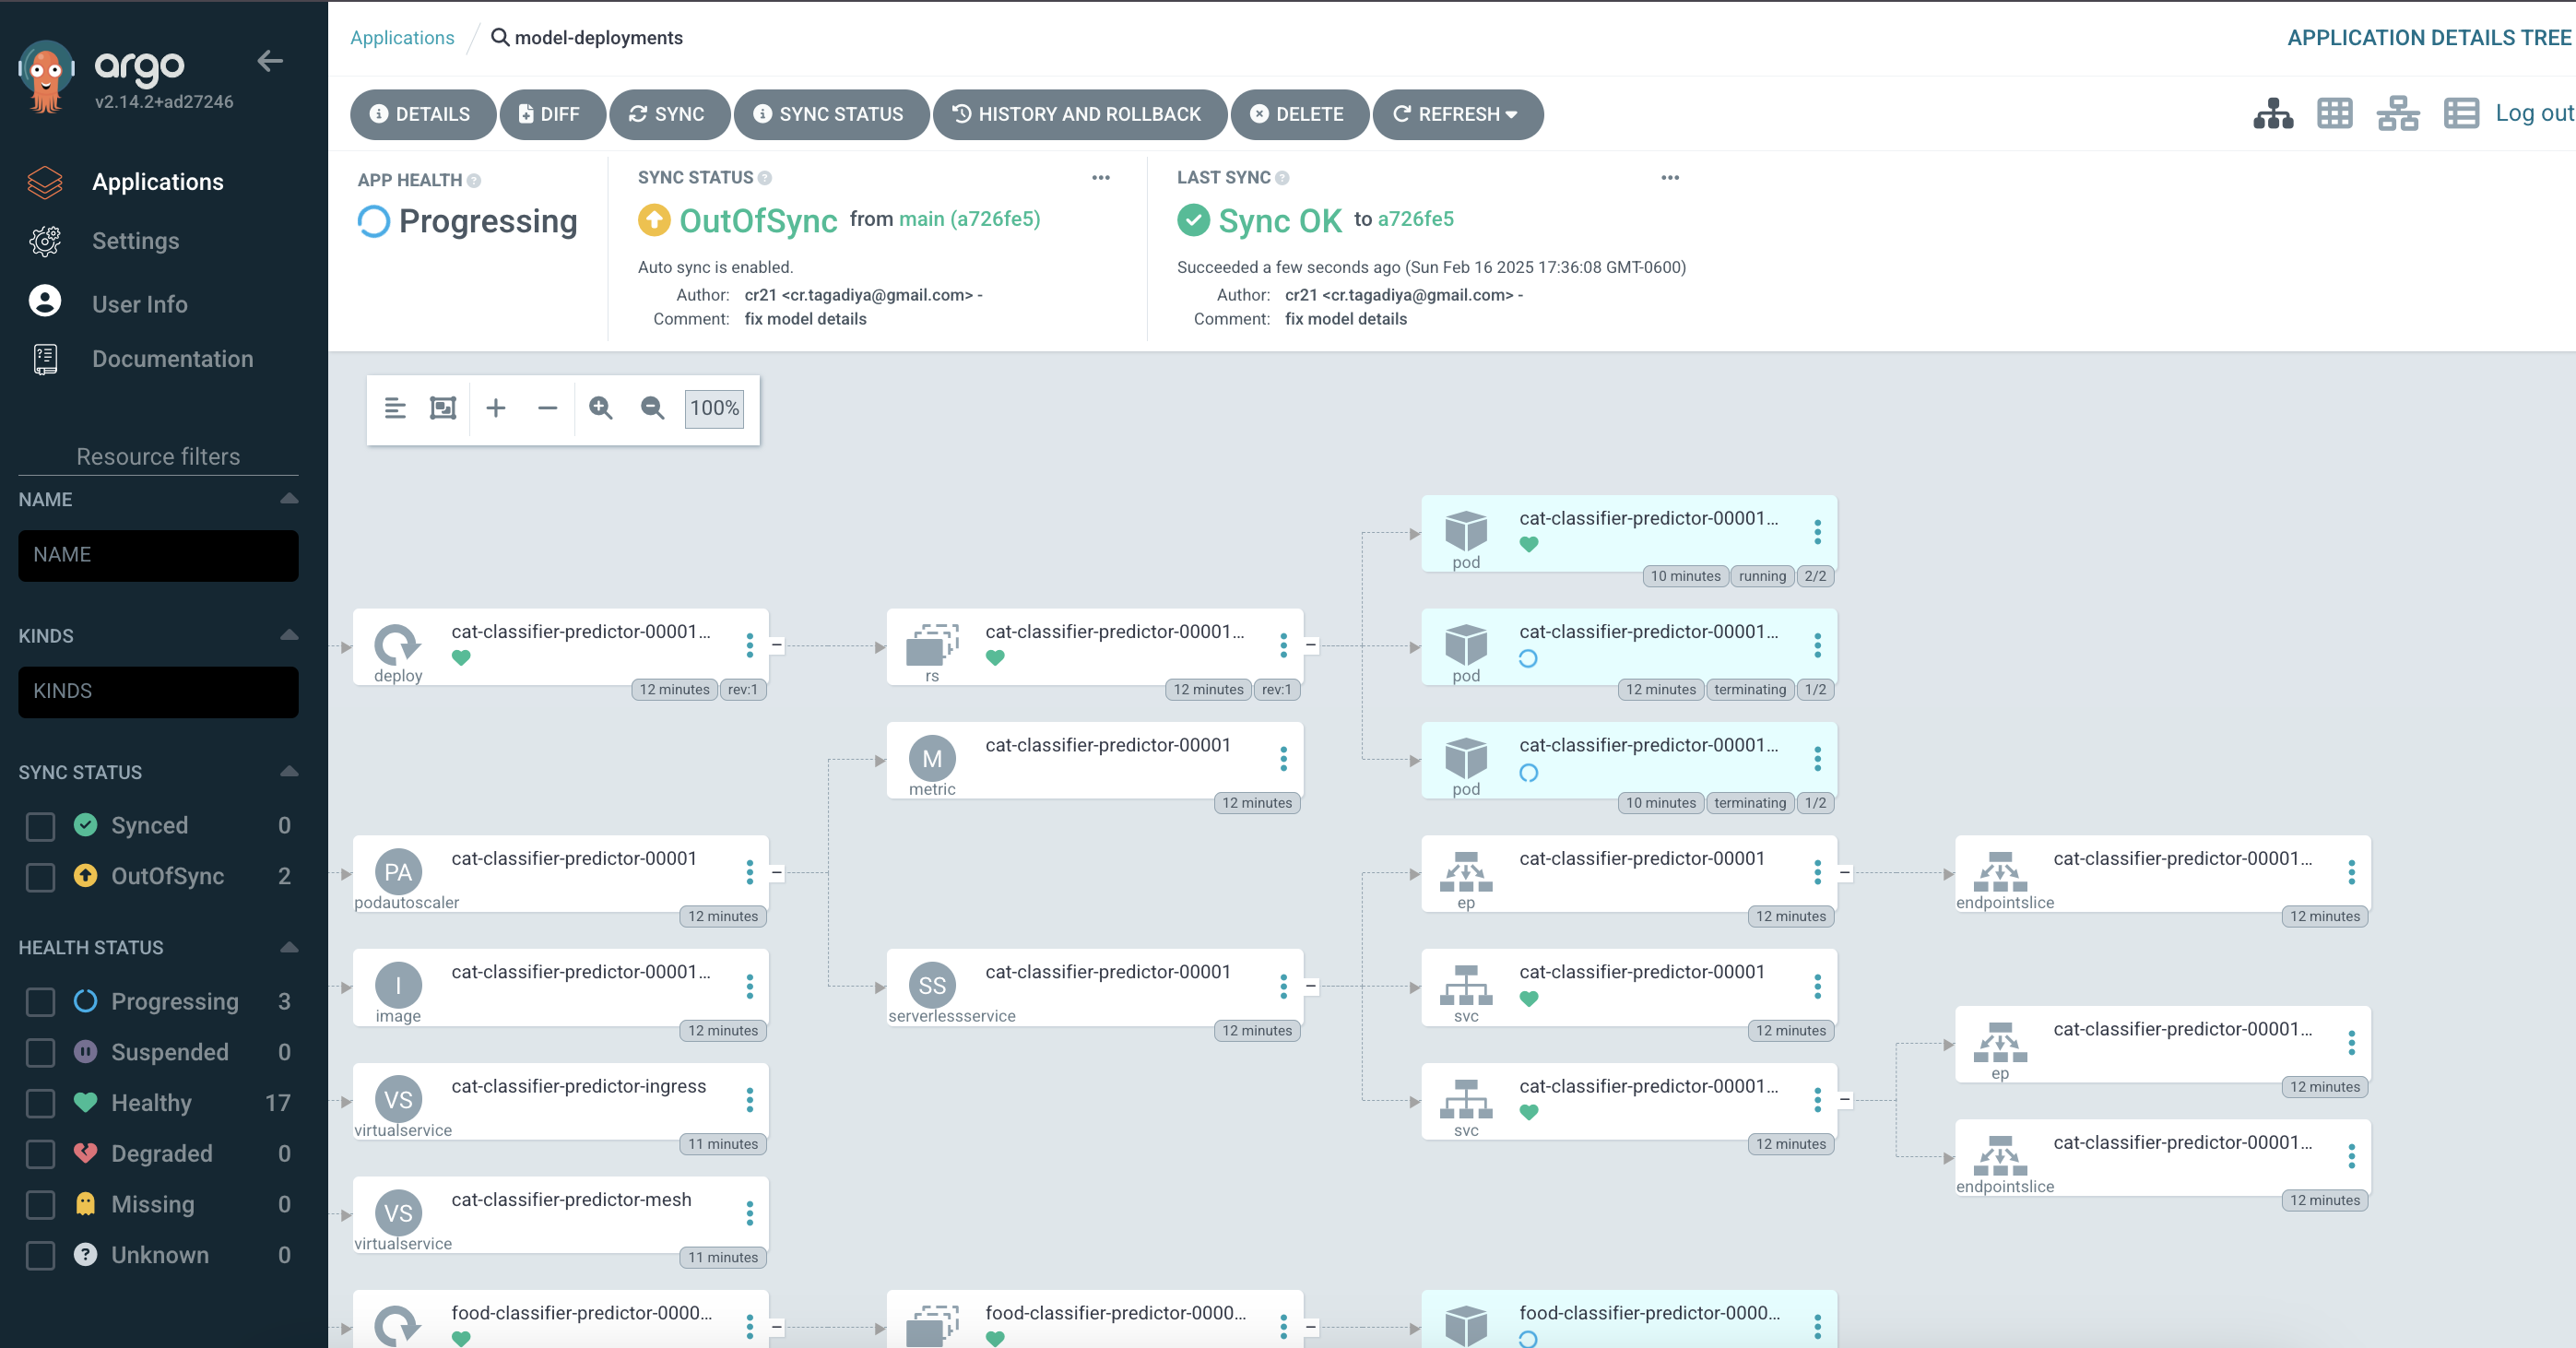 argo
v2.14.2+ad27246
Applications
Settings
User Info
Documentation
Resource filters
NAME
NAME
KINDS
KINDS
SYNC STATUS
Synced 0
OutOfSync 2
HEALTH STATUS
Progressing 3
Suspended 0
Healthy 17
Degraded 0
Missing 0
Unknown 0
Applications / model-deployments
APPLICATION DETAILS TREE
DETAILS DIFF SYNC SYNC STATUS HISTORY AND ROLLBACK DELETE REFRESH
Log out
APP HEALTH
Progressing
SYNC STATUS
OutOfSync from main (a726fe5)
Auto sync is enabled.
Author: cr21 <cr.tagadiya@gmail.com> -
Comment: fix model details
LAST SYNC
Sync OK to a726fe5
Succeeded a few seconds ago (Sun Feb 16 2025 17:36:08 GMT-0600)
Author: cr21 <cr.tagadiya@gmail.com> -
Comment: fix model details
100%
cat-classifier-predictor-00001...
pod
10 minutes running 2/2
cat-classifier-predictor-00001...
deploy
12 minutes rev:1
cat-classifier-predictor-00001...
rs
12 minutes rev:1
cat-classifier-predictor-00001...
pod
12 minutes terminating 1/2
M
cat-classifier-predictor-00001
metric
12 minutes
cat-classifier-predictor-00001...
pod
10 minutes terminating 1/2
PA
cat-classifier-predictor-00001
podautoscaler
12 minutes
cat-classifier-predictor-00001
ep
12 minutes
cat-classifier-predictor-00001...
endpointslice
12 minutes
I
cat-classifier-predictor-00001...
image
12 minutes
SS
cat-classifier-predictor-00001
serverlessservice
12 minutes
cat-classifier-predictor-00001
svc
12 minutes
cat-classifier-predictor-00001...
ep
12 minutes
VS
cat-classifier-predictor-ingress
virtualservice
11 minutes
cat-classifier-predictor-00001...
svc
12 minutes
cat-classifier-predictor-00001...
endpointslice
12 minutes
VS
cat-classifier-predictor-mesh
virtualservice
11 minutes
food-classifier-predictor-0000...
food-classifier-predictor-0000...
food-classifier-predictor-0000...